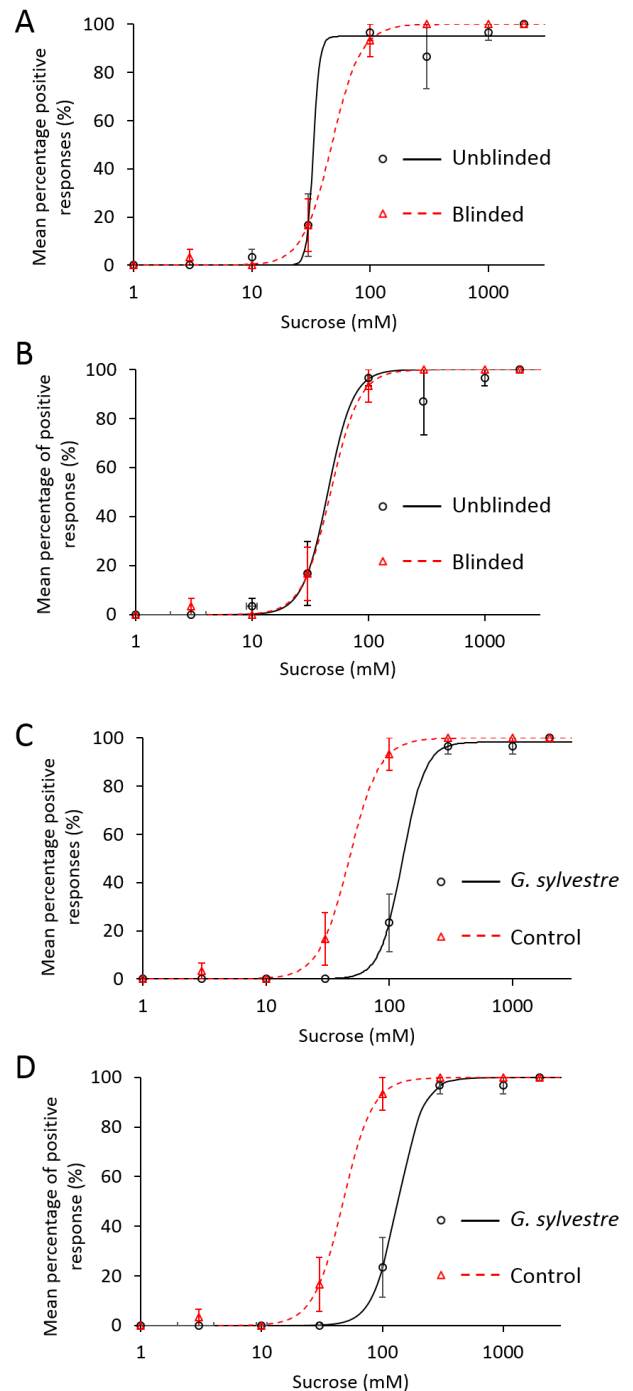 A
Mean percentage positive
responses (%)
100
80
60
40
20
0
Unblinded
Blinded
1
10
100
1000
Sucrose (mM)
B
Mean percentage of positive
response (%)
100
80
60
40
20
0
Unblinded
Blinded
1
10
100
1000
Sucrose (mM)
C
Mean percentage positive
responses (%)
100
80
60
40
20
0
G. sylvestre
Control
1
10
100
1000
Sucrose (mM)
D
Mean percentage of positive
response (%)
100
80
60
40
20
0
G. sylvestre
Control
1
10
100
1000
Sucrose (mM)